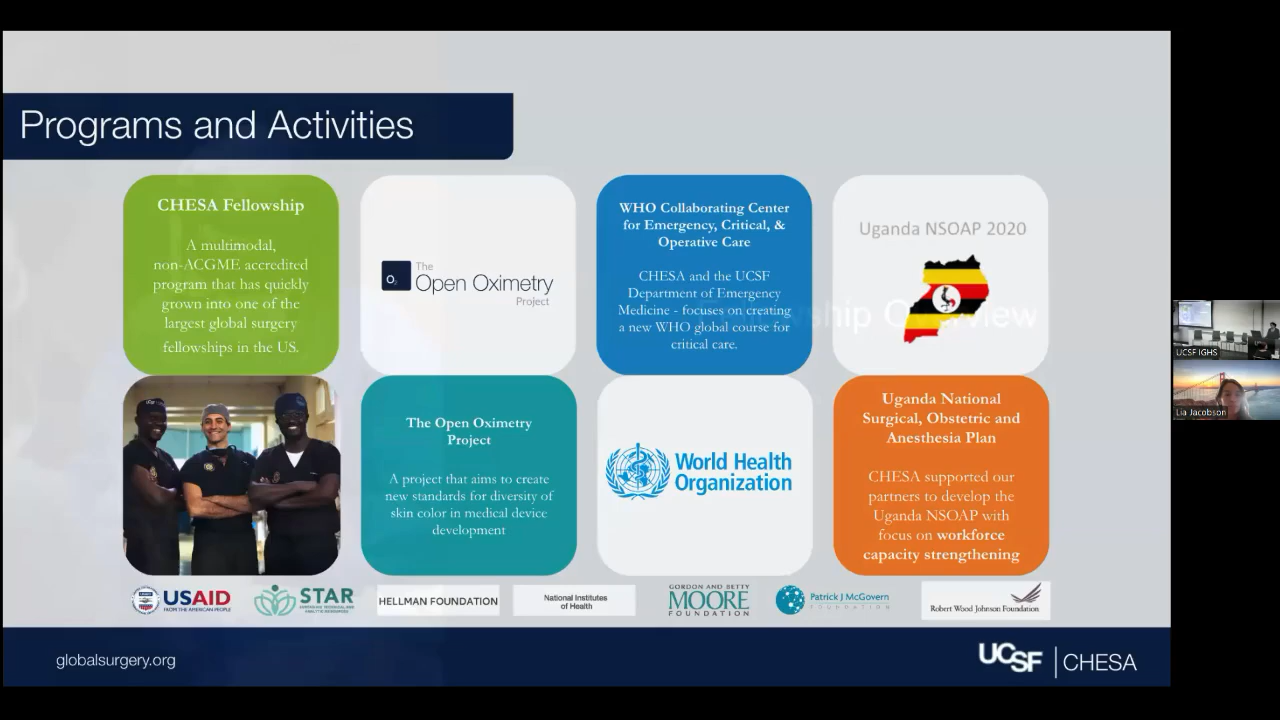 Programs and Activities
CHESA Fellowship
A multimodal,
non-ACGME accredited
program that has quickly
grown into one of the
largest global surgery
fellowships in the US.
The
Open Oximetry
Project
O₂
WHO Collaborating Center
for Emergency, Critical, &
Operative Care
CHESA and the UCSF
Department of Emergency
Medicine - focuses on creating
a new WHO global course for
critical care.
Uganda NSOAP 2020
The Open Oximetry
Project
A project that aims to create
new standards for diversity of
skin color in medical device
development
World Health
Organization
Uganda National
Surgical, Obstetric and
Anesthesia Plan
CHESA supported our
partners to develop the
Uganda NSOAP with
focus on workforce
capacity strengthening
USAID
FROM THE AMERICAN PEOPLE
STAR
HELLMAN FOUNDATION
National Institutes
of Health
GORDON AND BETTY
MOORE
FOUNDATION
Patrick J McGovern
FOUNDATION
Robert Wood Johnson Foundation
globalsurgery.org
UCSF
CHESA
UCSF IGHS
Lia Jacobson